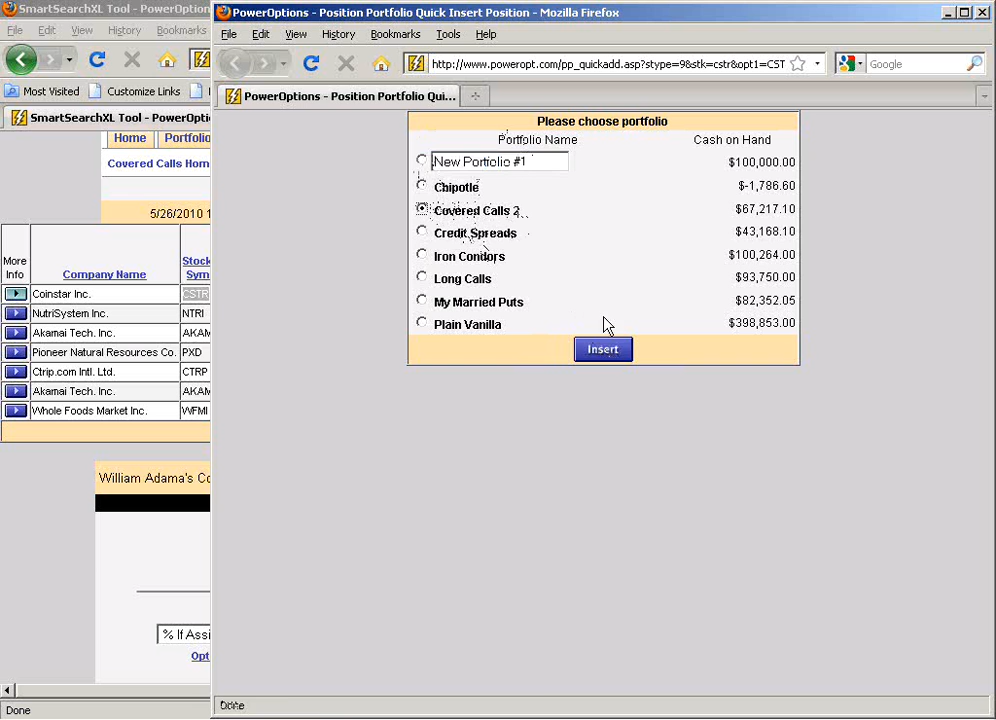 SmartSearchXL Tool - PowerOptio
File Edit View History Bookmarks
Most Visited Customize Links
SmartSearchXL Tool - PowerOpti
Home Portfolio
Covered Calls Hom
5/26/2010 1
More Info Company Name Stock Sym
Coinstar Inc. CSTR
NutriSystem Inc. NTRI
Akamai Tech. Inc. AKAM
Pioneer Natural Resources Co. PXD
Ctrip.com Intl. Ltd. CTRP
Akamai Tech. Inc. AKAM
Whole Foods Market Inc. WFMI
William Adama's Co
% If Assi
Opt
Done
PowerOptions - Position Portfolio Quick Insert Position - Mozilla Firefox
File Edit View History Bookmarks Tools Help
http://www.poweropt.com/pp_quickadd.asp?stype=9&stk=cstr&opt1=CST Google
PowerOptions - Position Portfolio Qui...
Please choose portfolio
Portfolio Name Cash on Hand
New Portfolio #1 $100,000.00
Chipotle $-1,786.60
Covered Calls 2 $67,217.10
Credit Spreads $43,168.10
Iron Condors $100,264.00
Long Calls $93,750.00
My Married Puts $82,352.05
Plain Vanilla $398,853.00
Insert
Done